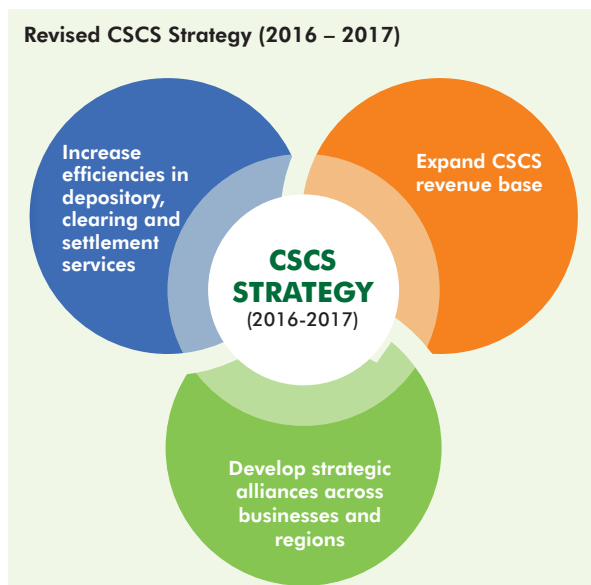 Revised CSCS Strategy (2016 – 2017)
Increase
efficiencies in
depository,
clearing and
settlement
services
Expand CSCS
revenue base
CSCS
STRATEGY
(2016-2017)
Develop strategic
alliances across
businesses and
regions